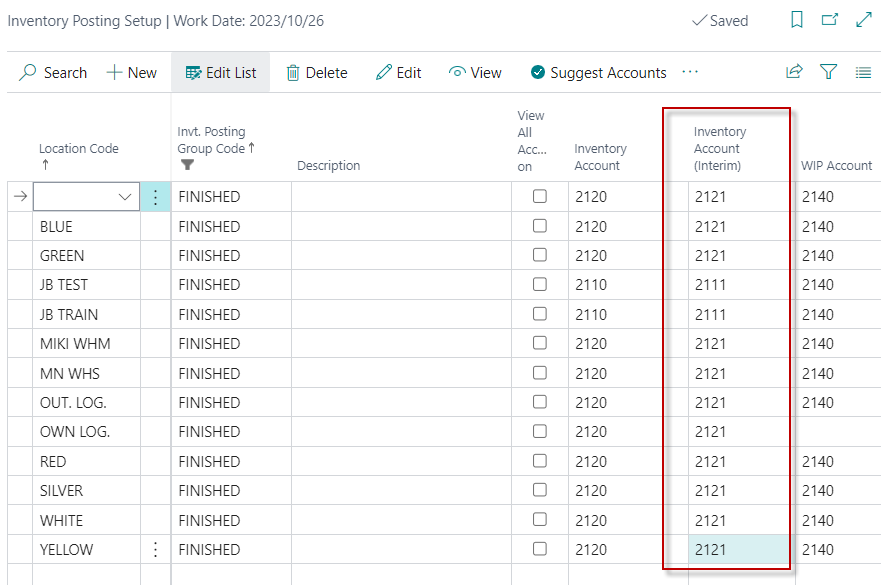 Inventory Posting Setup | Work Date: 2023/10/26
Saved
Search New Edit List Delete Edit View Suggest Accounts ...
View
Invt. Posting All Inventory
Location Code Group Code ↑ Acc... Inventory Account
↑ Description on Account (Interim) WIP Account
FINISHED 2120 2121 2140
BLUE FINISHED 2120 2121 2140
GREEN FINISHED 2120 2121 2140
JB TEST FINISHED 2110 2111 2140
JB TRAIN FINISHED 2110 2111 2140
MIKI WHM FINISHED 2120 2121 2140
MN WHS FINISHED 2120 2121 2140
OUT. LOG. FINISHED 2120 2121 2140
OWN LOG. FINISHED 2120 2121
RED FINISHED 2120 2121 2140
SILVER FINISHED 2120 2121 2140
WHITE FINISHED 2120 2121 2140
YELLOW FINISHED 2120 2121 2140